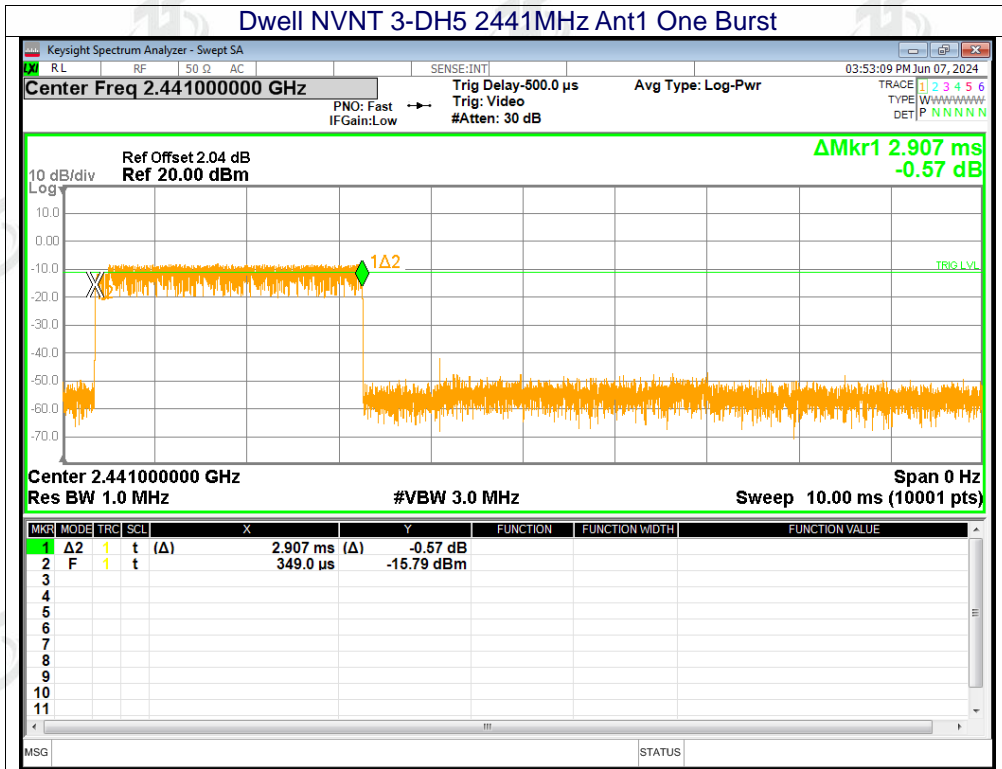 Dwell NVNT 3-DH5 2441MHz Ant1 One Burst
Keysight Spectrum Analyzer - Swept SA
LXI RL RF 50 Ω AC SENSE:INT 03:53:09 PM Jun 07, 2024
Center Freq 2.441000000 GHz
PNO: Fast
IFGain:Low
Trig Delay-500.0 µs
Trig: Video
#Atten: 30 dB
Avg Type: Log-Pwr
TRACE 1 2 3 4 5 6
TYPE WWWWWWW
DET P N N N N N
ΔMkr1 2.907 ms
-0.57 dB
Ref Offset 2.04 dB
10 dB/div Ref 20.00 dBm
Log
10.0
0.00
-10.0
-20.0
-30.0
-40.0
-50.0
-60.0
-70.0
1Δ2
TRIG LVL
Center 2.441000000 GHz Span 0 Hz
Res BW 1.0 MHz #VBW 3.0 MHz Sweep 10.00 ms (10001 pts)
MKR MODE TRC SCL X Y FUNCTION FUNCTION WIDTH FUNCTION VALUE
1 Δ2 1 t (Δ) 2.907 ms (Δ) -0.57 dB
2 F 1 t 349.0 µs -15.79 dBm
3
4
5
6
7
8
9
10
11
MSG STATUS